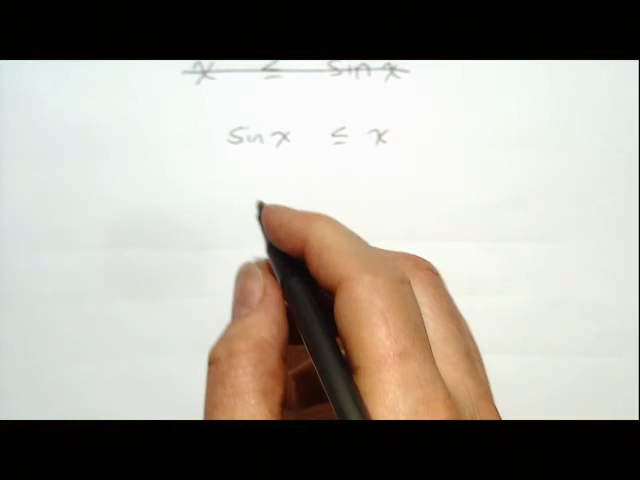 x ≤ sin x
sin x ≤ x